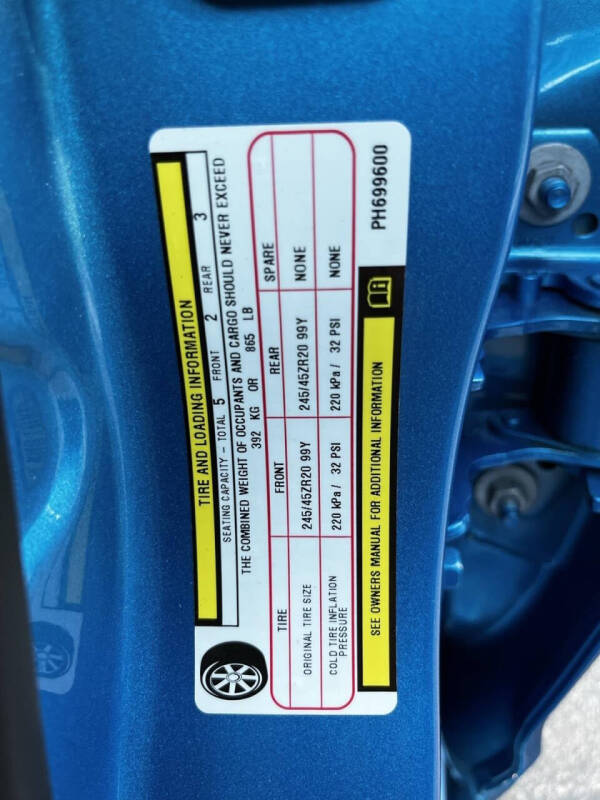 TIRE AND LOADING INFORMATION
SEATING CAPACITY – TOTAL 5 FRONT 2 REAR 3
THE COMBINED WEIGHT OF OCCUPANTS AND CARGO SHOULD NEVER EXCEED
392 KG OR 865 LB
TIRE FRONT REAR SPARE
ORIGINAL TIRE SIZE 245/45ZR20 99Y 245/45ZR20 99Y NONE
COLD TIRE INFLATION
PRESSURE 220 kPa / 32 PSI 220 kPa / 32 PSI NONE
SEE OWNERS MANUAL FOR ADDITIONAL INFORMATION
PH699600